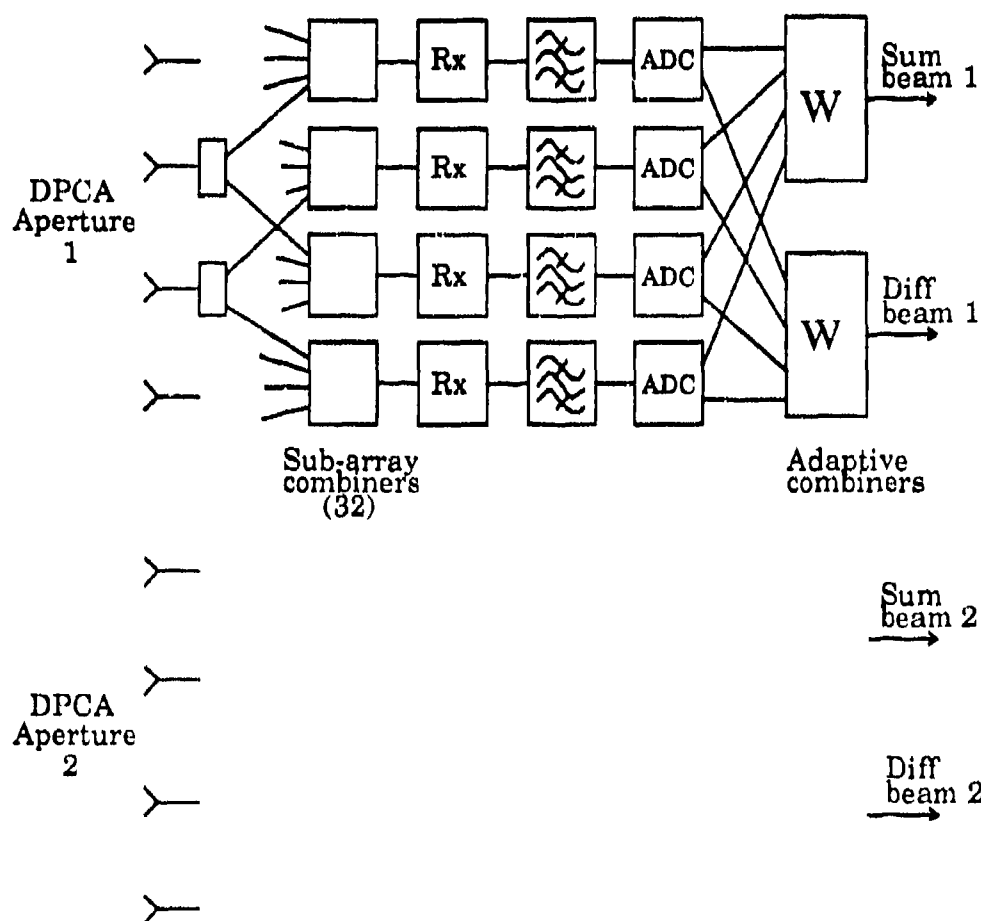 Rx
ADC
W
Sum
beam 1
Rx
ADC
DPCA
Aperture
1
Rx
ADC
W
Diff
beam 1
Rx
ADC
Sub-array
combiners
(32)
Adaptive
combiners
Sum
beam 2
DPCA
Aperture
2
Diff
beam 2